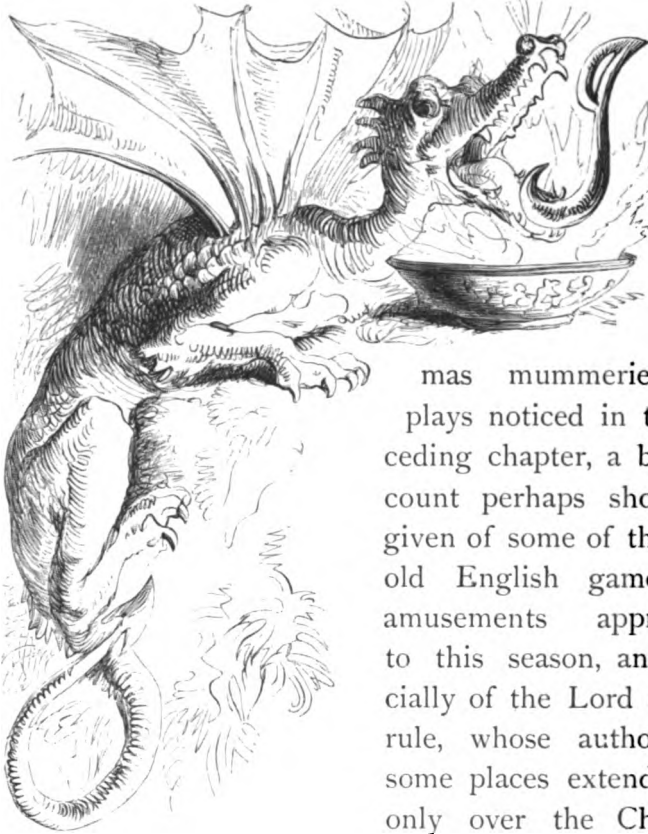 mas mummerie
plays noticed in t
ceding chapter, a b
count perhaps sho
given of some of th
old English game
amusements appr
to this season, an
cially of the Lord
rule, whose autho
some places extend
only over the Ch